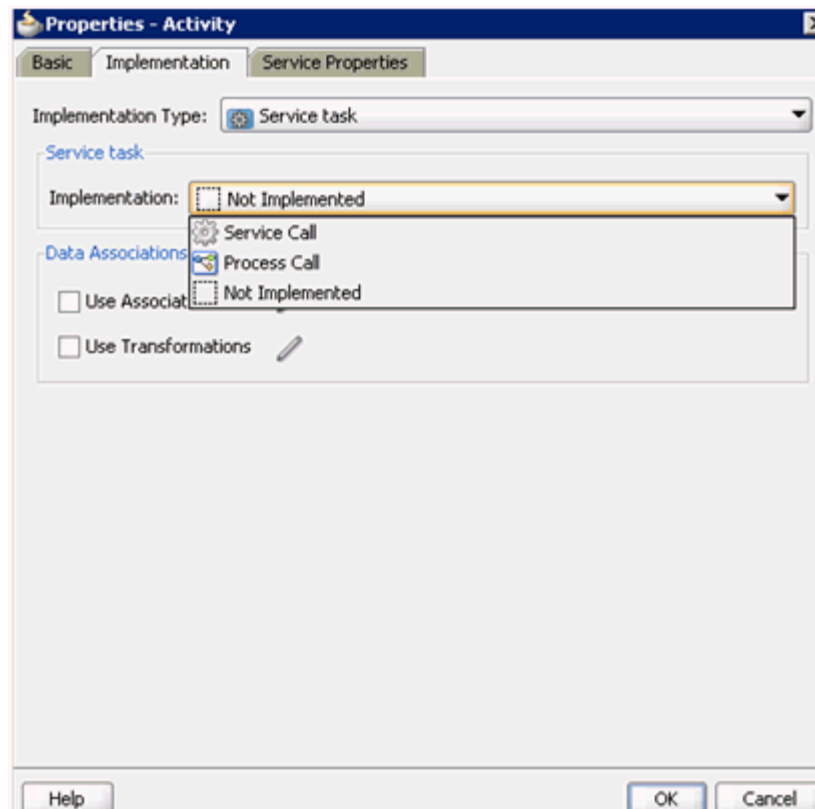 Properties - Activity
Basic Implementation Service Properties
Implementation Type: Service task
Service task
Implementation: Not Implemented
Service Call
Data Associations
Process Call
Use Associat
Not Implemented
Use Transformations
Help OK Cancel